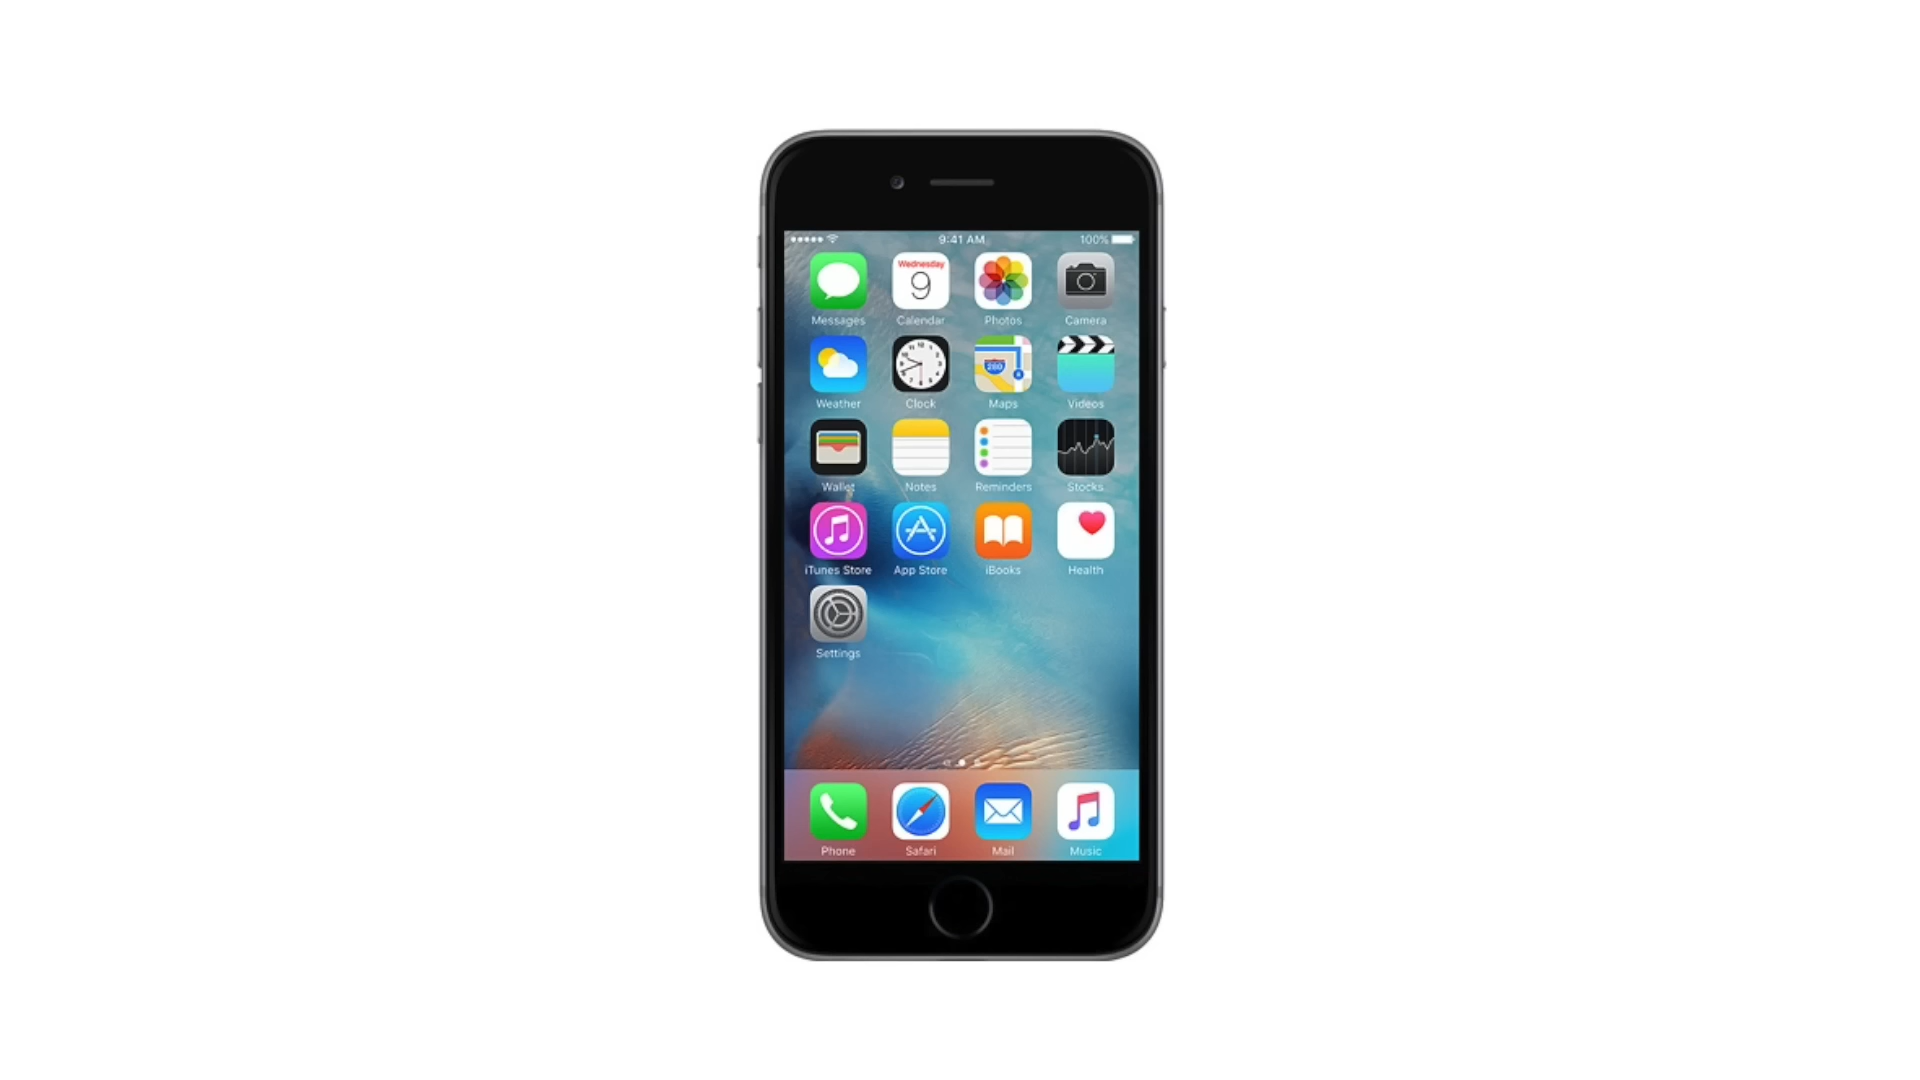 9:41 AM 100%
Wednesday
9
Messages Calendar Photos Camera
280
Weather Clock Maps Videos
Wallet Notes Reminders Stocks
iTunes Store App Store iBooks Health
Settings
Phone Safari Mail Music